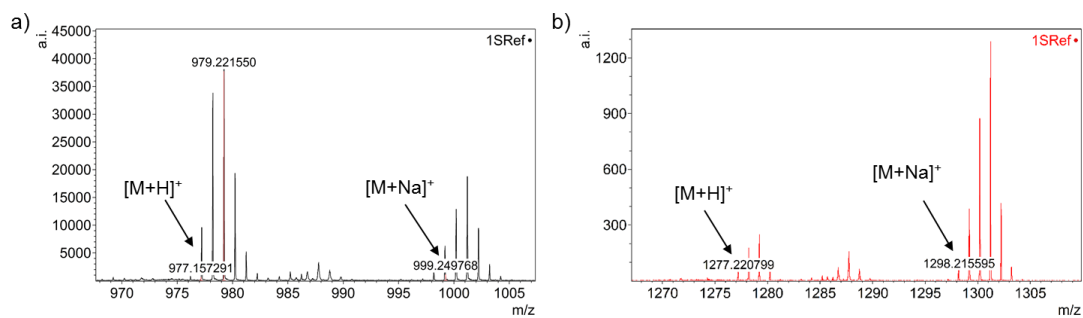 a)
a.i.
45000
40000
35000
30000
25000
20000
15000
10000
5000
1SRef •
979.221550
[M+H]⁺
[M+Na]⁺
977.157291
999.249768
970 975 980 985 990 995 1000 1005
m/z
b)
a.i.
1200
900
600
300
1SRef •
[M+H]⁺
[M+Na]⁺
1277.220799
1298.215595
1270 1275 1280 1285 1290 1295 1300 1305
m/z